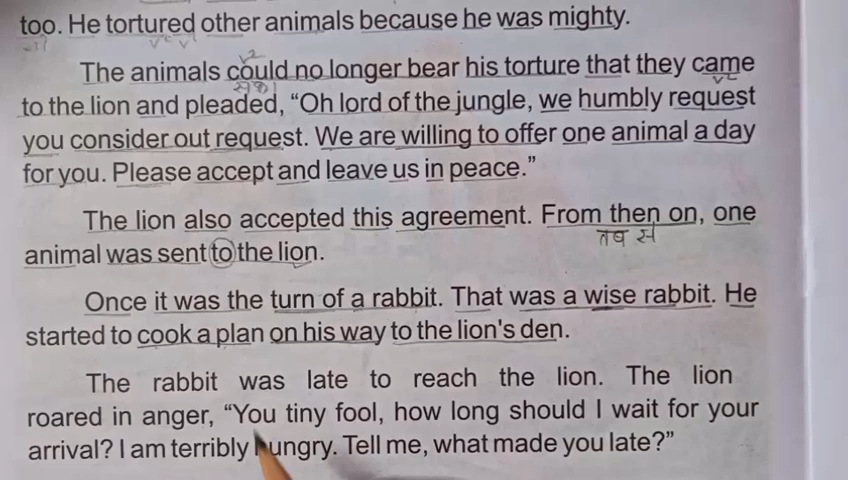 too. He tortured other animals because he was mighty.
v2
The animals could no longer bear his torture that they came
v2
to the lion and pleaded, “Oh lord of the jungle, we humbly request
you consider out request. We are willing to offer one animal a day
for you. Please accept and leave us in peace.”
The lion also accepted this agreement. From then on, one
तब से
animal was sent to the lion.
Once it was the turn of a rabbit. That was a wise rabbit. He
started to cook a plan on his way to the lion's den.
The rabbit was late to reach the lion. The lion
roared in anger, “You tiny fool, how long should I wait for your
arrival? I am terribly hungry. Tell me, what made you late?”